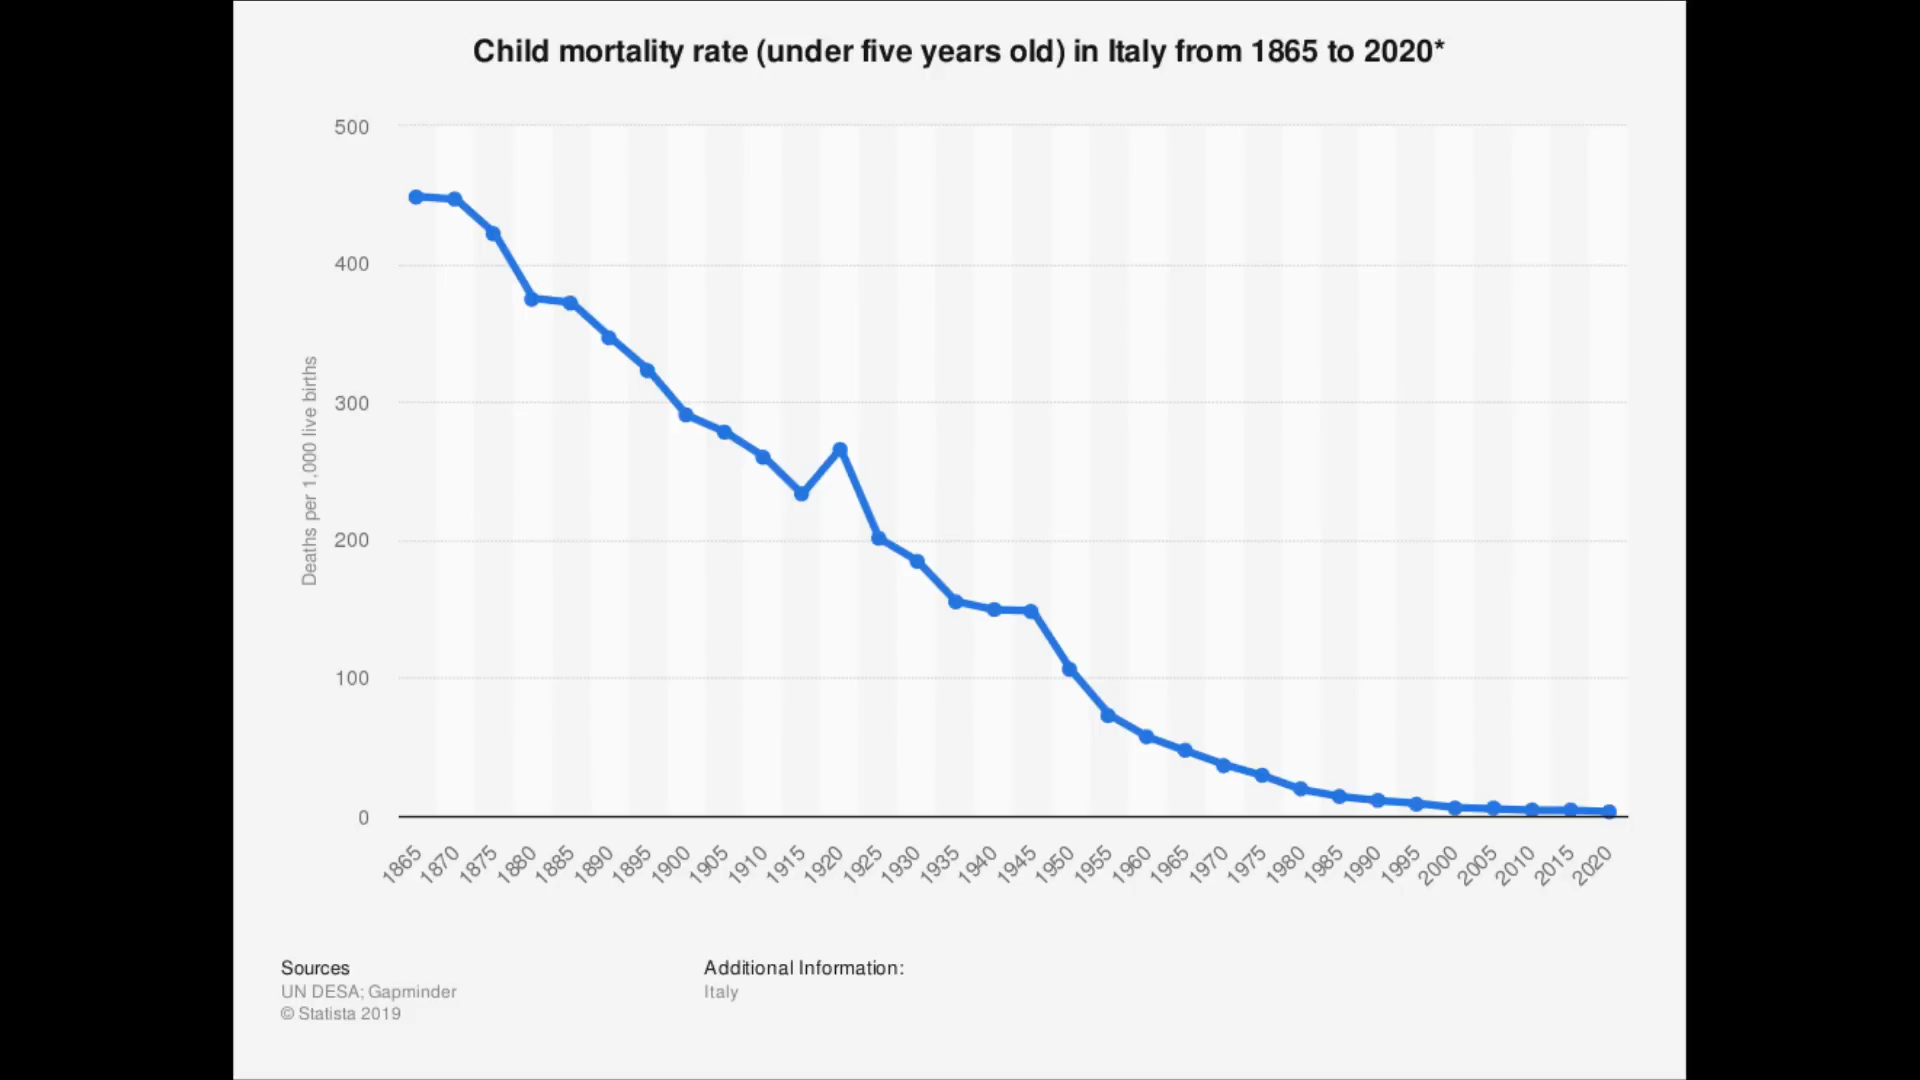 Child mortality rate (under five years old) in Italy from 1865 to 2020*
500
400
300
200
100
0
Deaths per 1,000 live births
1865 1870 1875 1880 1885 1890 1895 1900 1905 1910 1915 1920 1925 1930 1935 1940 1945 1950 1955 1960 1965 1970 1975 1980 1985 1990 1995 2000 2005 2010 2015 2020
Sources
UN DESA; Gapminder
© Statista 2019
Additional Information:
Italy